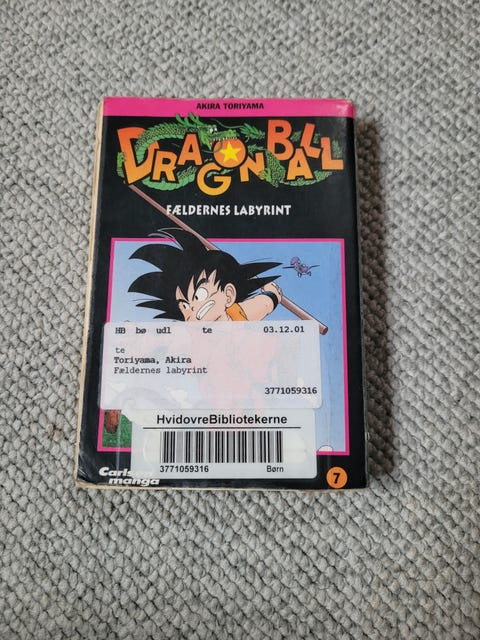 AKIRA TORIYAMA
DRAGON BALL
FÆLDERNES LABYRINT
HB bø udl te 03.12.01
te
Toriyama, Akira
Fældernes labyrint
3771059316
HvidovreBibliotekerne
3771059316 Børn
manga
7